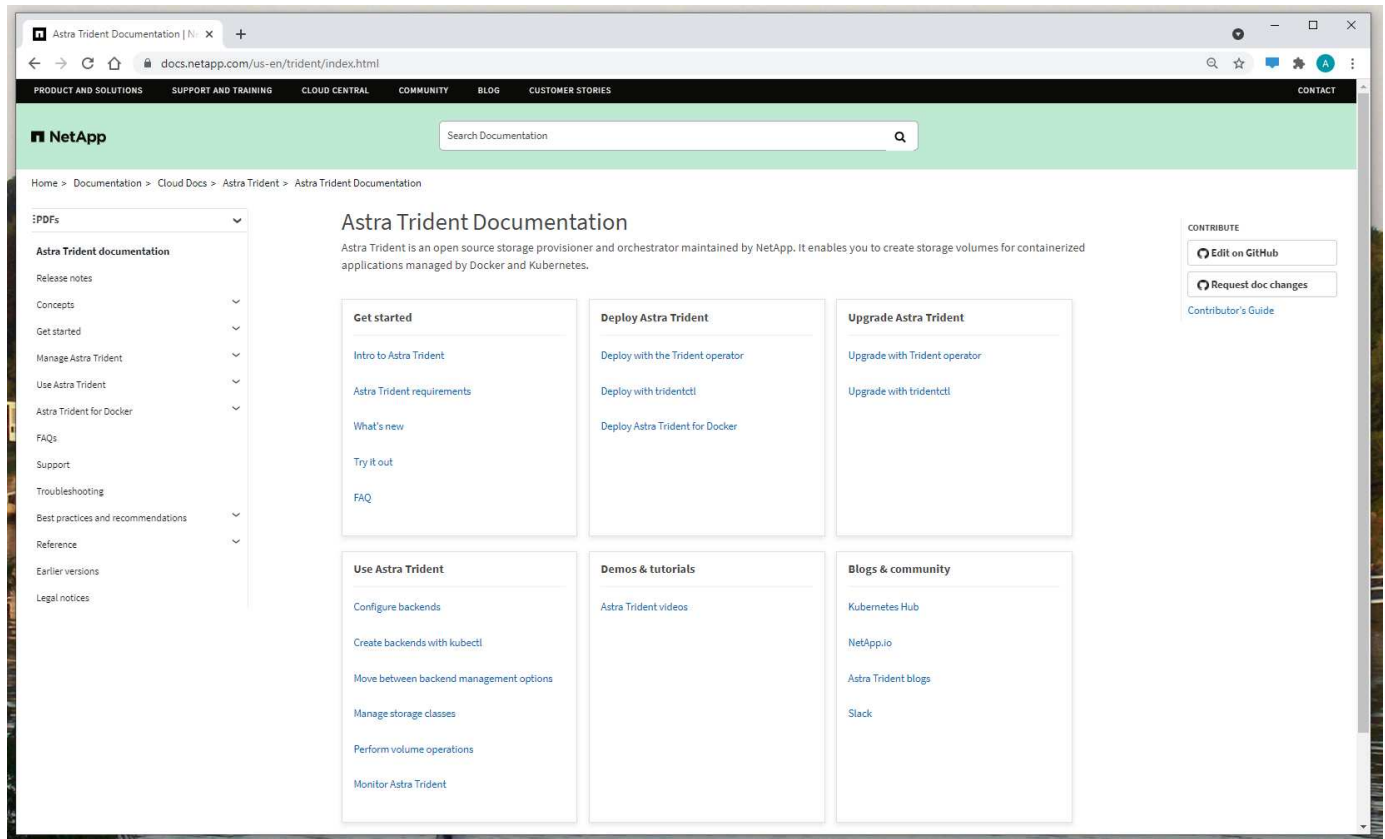 Astra Trident Documentation | Ne
docs.netapp.com/us-en/trident/index.html
A
PRODUCT AND SOLUTIONS SUPPORT AND TRAINING CLOUD CENTRAL COMMUNITY BLOG CUSTOMER STORIES CONTACT
NetApp
Search Documentation
Home > Documentation > Cloud Docs > Astra Trident > Astra Trident Documentation
PDFs
Astra Trident documentation
Release notes
Concepts
Get started
Manage Astra Trident
Use Astra Trident
Astra Trident for Docker
FAQs
Support
Troubleshooting
Best practices and recommendations
Reference
Earlier versions
Legal notices
Astra Trident Documentation
Astra Trident is an open source storage provisioner and orchestrator maintained by NetApp. It enables you to create storage volumes for containerized
applications managed by Docker and Kubernetes.
Get started
Intro to Astra Trident
Astra Trident requirements
What's new
Try it out
FAQ
Deploy Astra Trident
Deploy with the Trident operator
Deploy with tridentctl
Deploy Astra Trident for Docker
Upgrade Astra Trident
Upgrade with Trident operator
Upgrade with tridentctl
Use Astra Trident
Configure backends
Create backends with kubectl
Move between backend management options
Manage storage classes
Perform volume operations
Monitor Astra Trident
Demos & tutorials
Astra Trident videos
Blogs & community
Kubernetes Hub
NetApp.io
Astra Trident blogs
Slack
CONTRIBUTE
Edit on GitHub
Request doc changes
Contributor's Guide